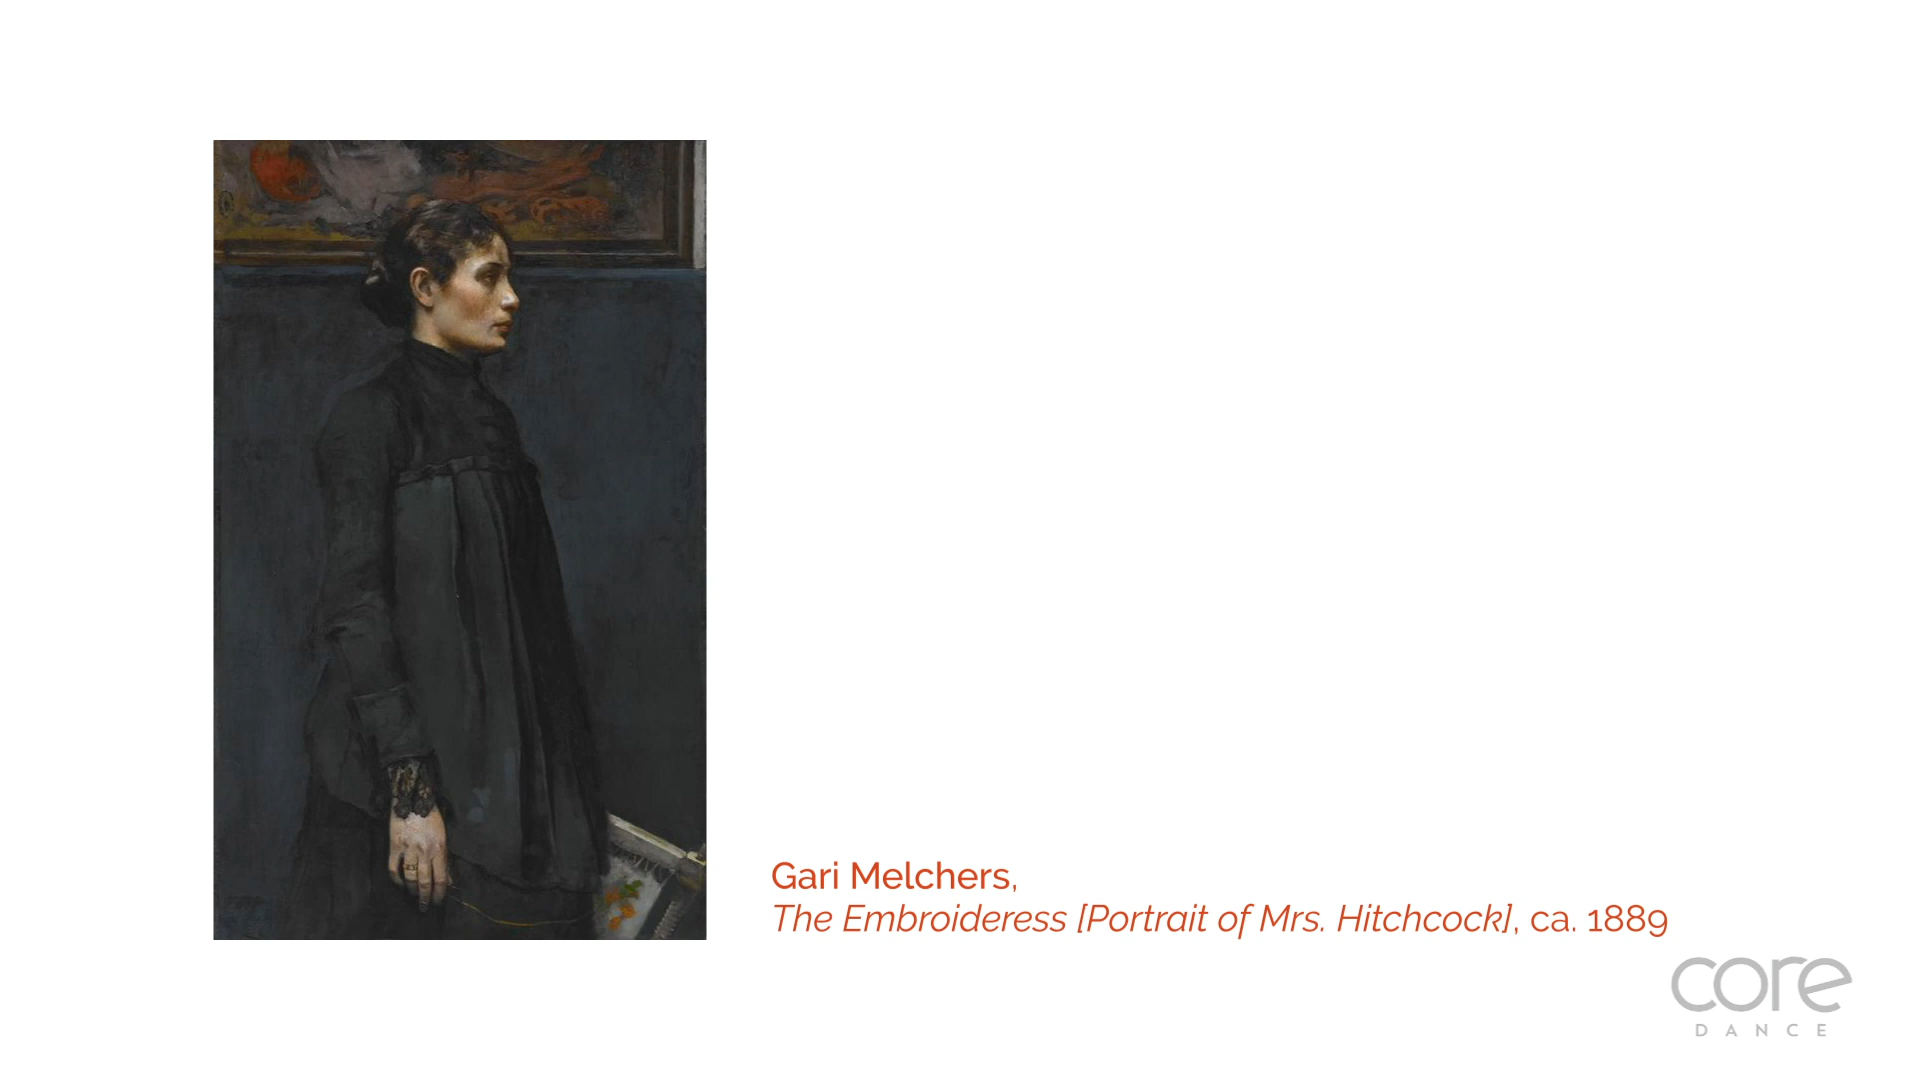 Gari Melchers,
The Embroideress [Portrait of Mrs. Hitchcock], ca. 1889
core
DANCE